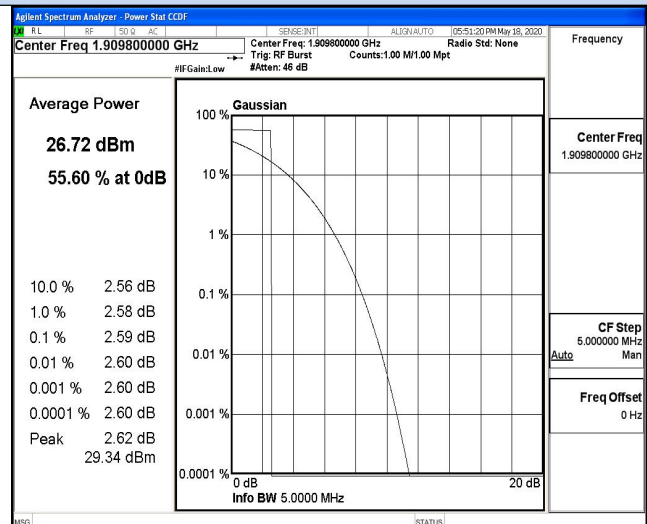 Agilent Spectrum Analyzer - Power Stat CCDF
RL RF 50 Ω AC SENSE:INT ALIGN AUTO 05:51:20 PM May 18, 2020
Center Freq 1.909800000 GHz
Center Freq: 1.909800000 GHz Radio Std: None
Trig: RF Burst Counts:1.00 M/1.00 Mpt
#IFGain:Low #Atten: 46 dB
Frequency
Average Power
26.72 dBm
55.60 % at 0dB
10.0 % 2.56 dB
1.0 % 2.58 dB
0.1 % 2.59 dB
0.01 % 2.60 dB
0.001 % 2.60 dB
0.0001 % 2.60 dB
Peak 2.62 dB
29.34 dBm
Gaussian
100 %
10 %
1 %
0.1 %
0.01 %
0.001 %
0.0001 %
0 dB 20 dB
Info BW 5.0000 MHz
Center Freq
1.909800000 GHz
CF Step
5.000000 MHz
Auto Man
Freq Offset
0 Hz
MSG STATUS